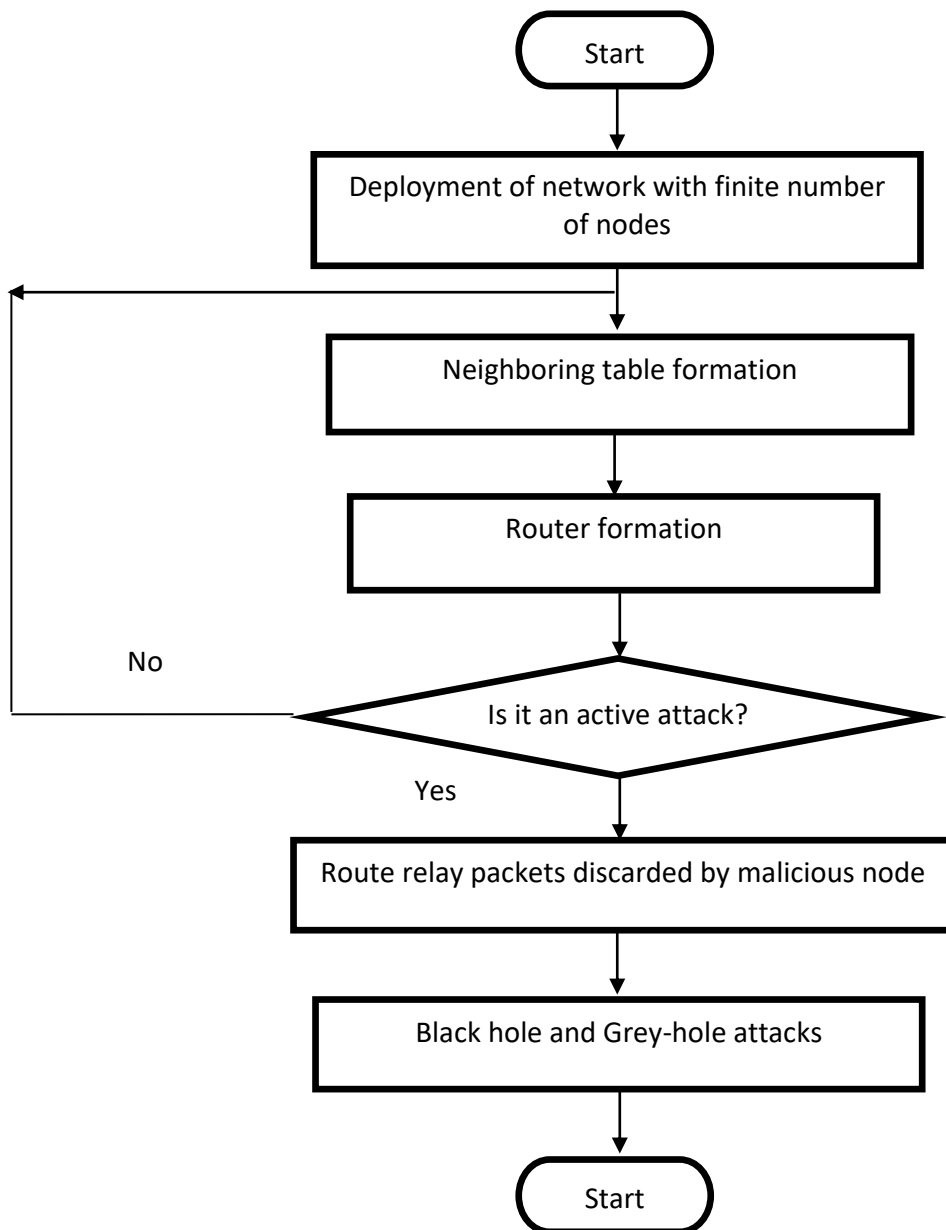 Start
Deployment of network with finite number
of nodes
Neighboring table formation
Router formation
No
Is it an active attack?
Yes
Route relay packets discarded by malicious node
Black hole and Grey-hole attacks
Start